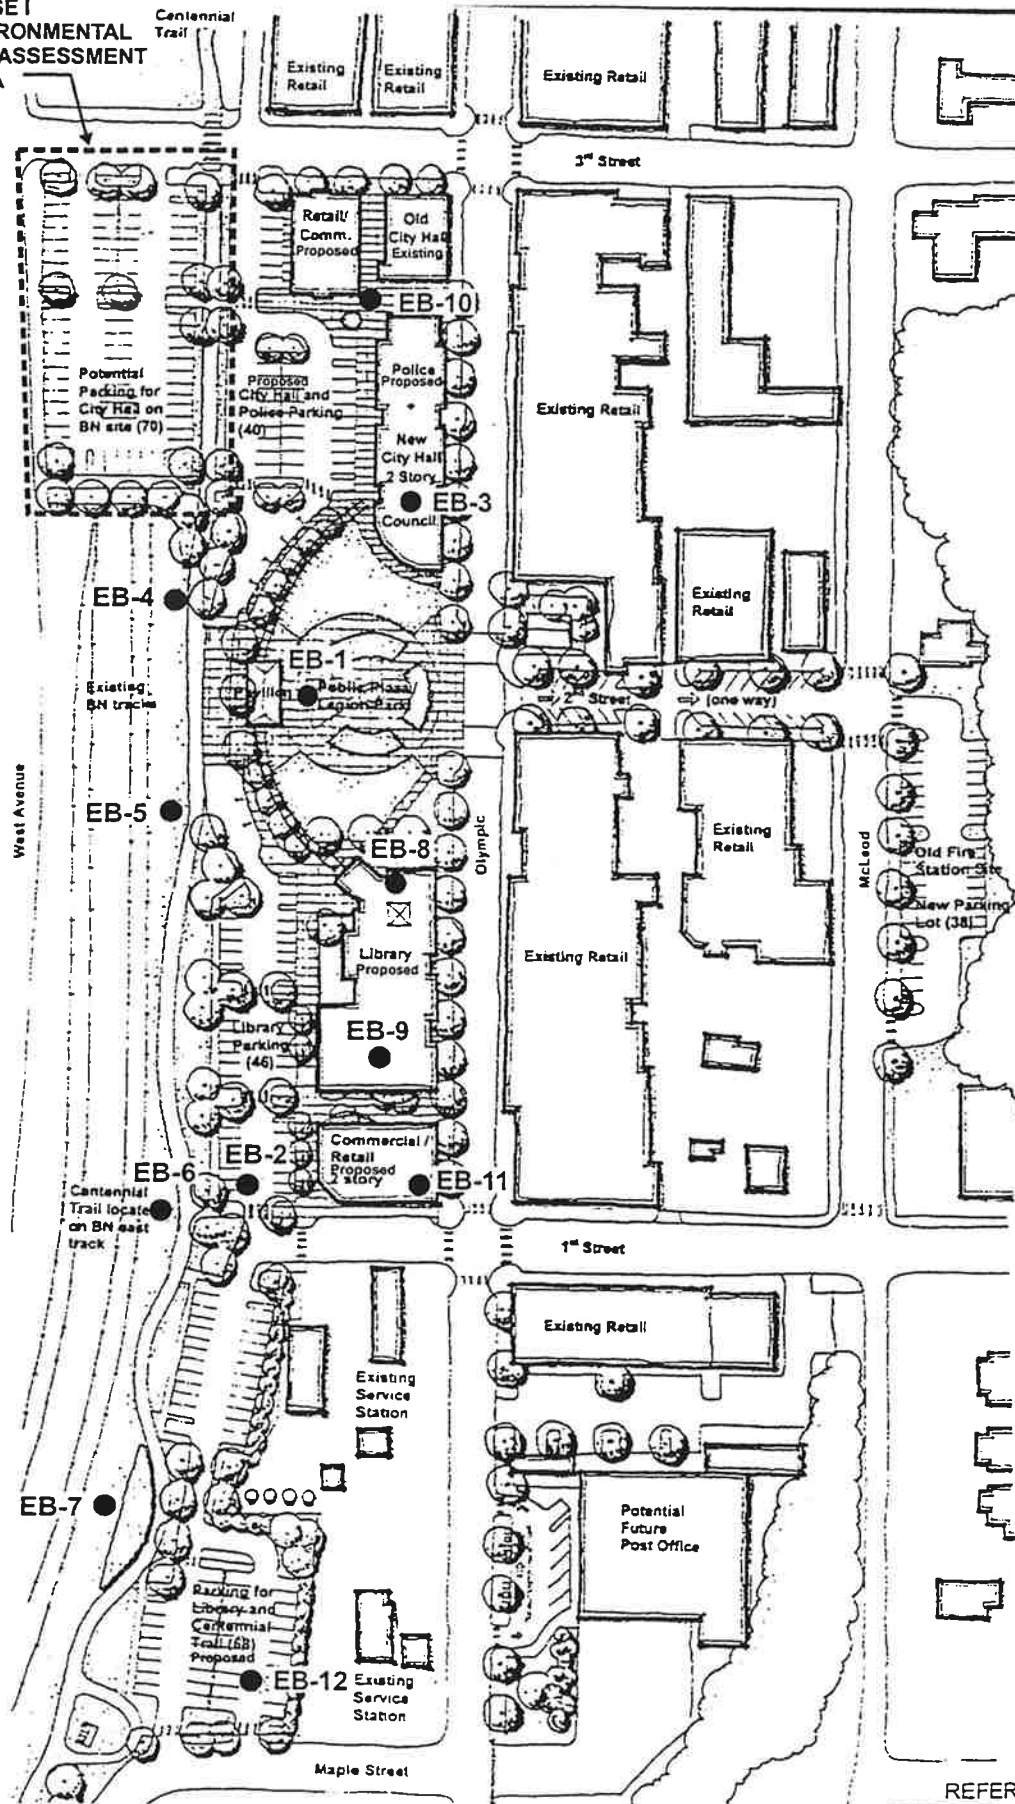 Centennial
Trail
RONMENTAL
ASSESSMENT
Existing
Retail
Existing
Retail
Existing Retail
3rd Street
Retail/
Comm.
Proposed
Old
City Hall
Existing
EB-10
Potential
Parking for
City Hall on
BN site (70)
Proposed
City Hall and
Police Parking
(40)
Police
Proposed
New
City Hall
2 Story
EB-3
Council
Existing Retail
Existing
Retail
EB-4
EB-1
Pavilion
Public Plaza/
Legion Park
Existing
BN tracks
2nd Street
(one way)
West Avenue
EB-5
Olympic
McLeod
EB-8
Existing
Retail
Old Fire
Station Site
New Parking
Lot (38)
Library
Proposed
Existing Retail
EB-9
Library
Parking
(46)
EB-6
EB-2
Commercial /
Retail
Proposed
2 story
EB-11
Centennial
Trail locate
on BN east
track
1st Street
Existing Retail
Existing
Service
Station
EB-7
Potential
Future
Post Office
Parking for
Library and
Centennial
Trail (68)
Proposed
EB-12
Existing
Service
Station
Maple Street
REFER